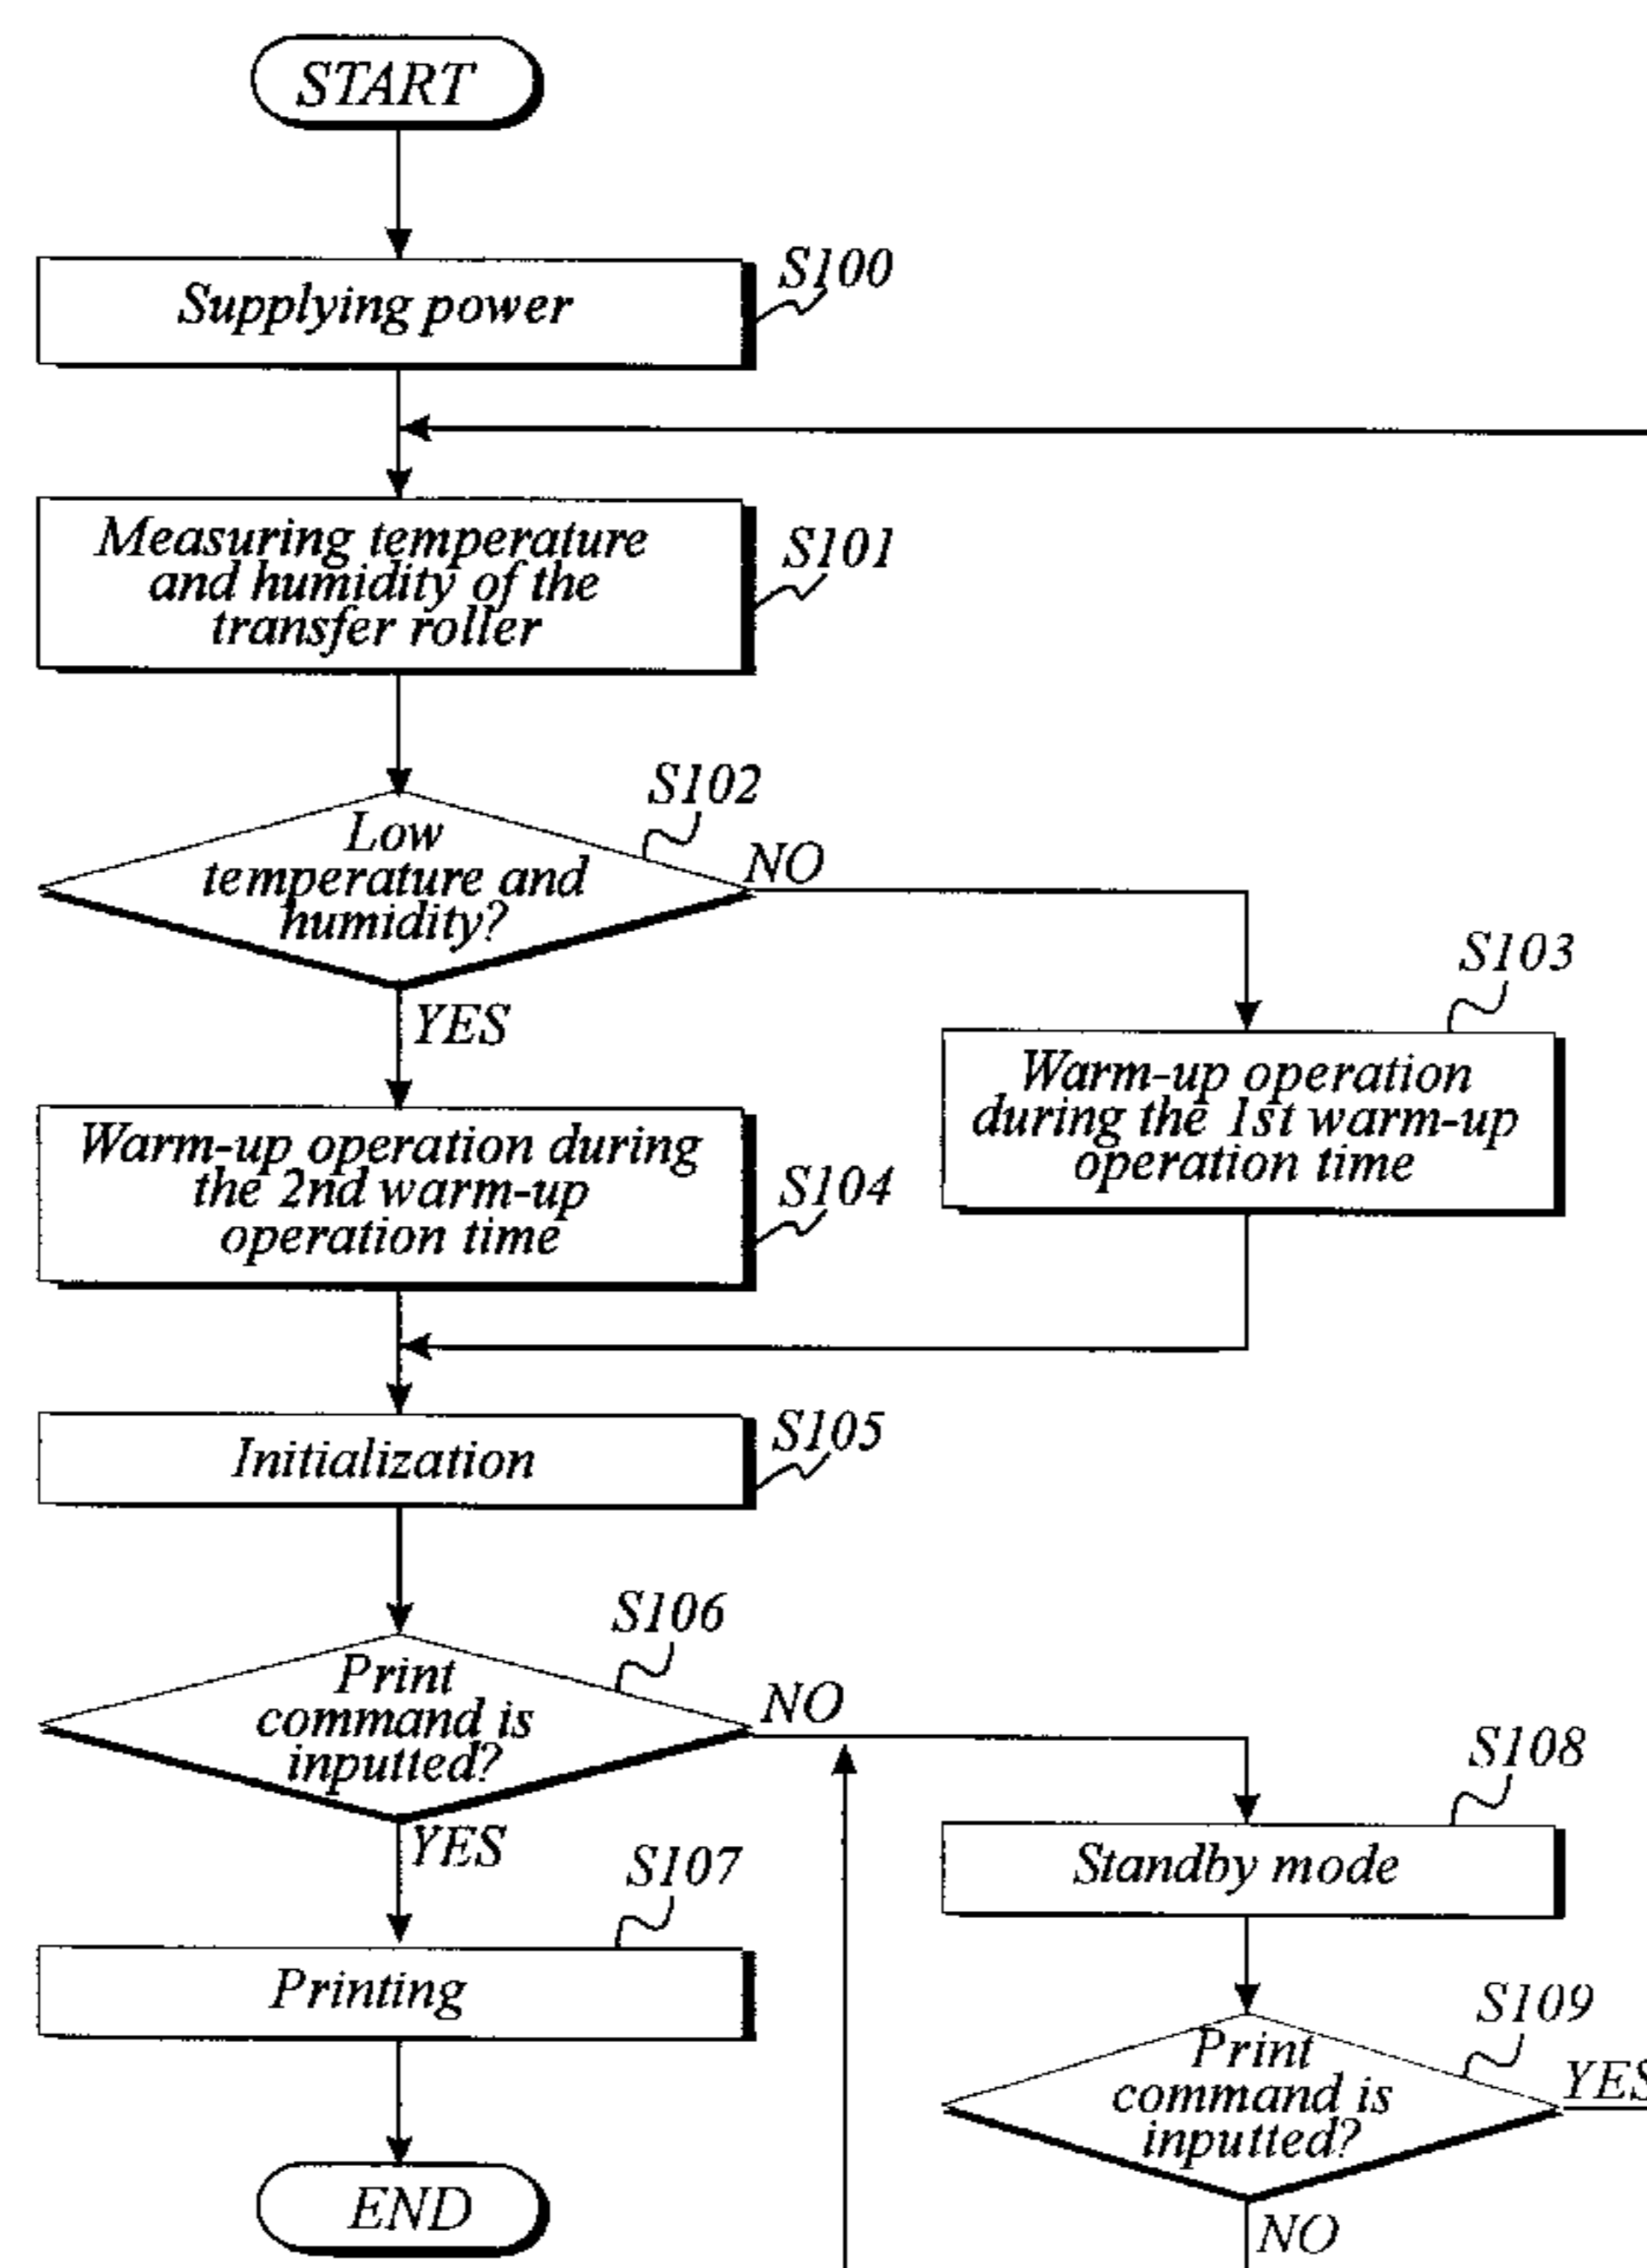 START
Supplying power
S100
Measuring temperature
and humidity of the
transfer roller
S101
S102
Low
temperature and
humidity?
NO
YES
S103
Warm-up operation
during the 1st warm-up
operation time
Warm-up operation during
the 2nd warm-up
operation time
S104
Initialization
S105
S106
Print
command is
inputted?
NO
YES
S107
Printing
END
S108
Standby mode
S109
Print
command is
inputted?
YES
NO